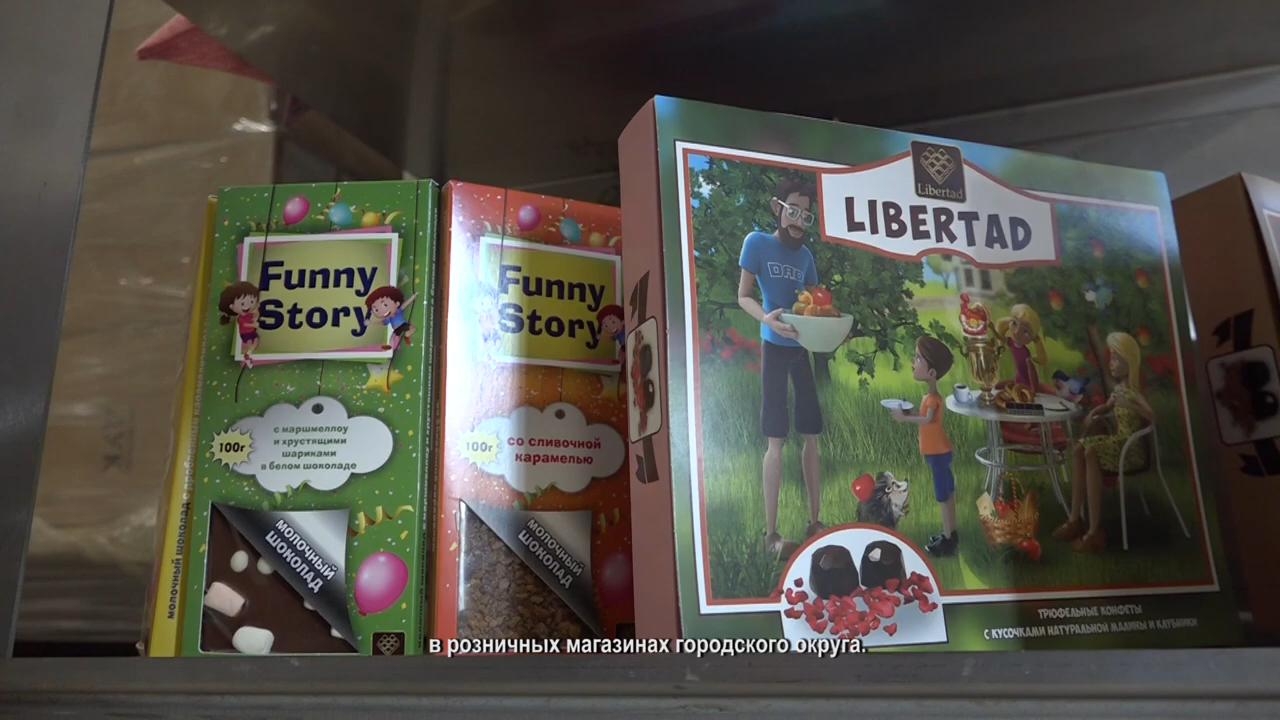 Funny
Story
100г
с маршмеллоу
и хрустящими
шариками
в белом шоколаде
МОЛОЧНЫЙ
ШОКОЛАД
Funny
Story
100г
со сливочной
карамелью
МОЛОЧНЫЙ
ШОКОЛАД
Libertad
LIBERTAD
DAD
ТРЮФЕЛЬНЫЕ КОНФЕТЫ
С КУСОЧКАМИ НАТУРАЛЬНОЙ МАЛИНЫ И КЛУБНИКИ
в розничных магазинах городского округа.